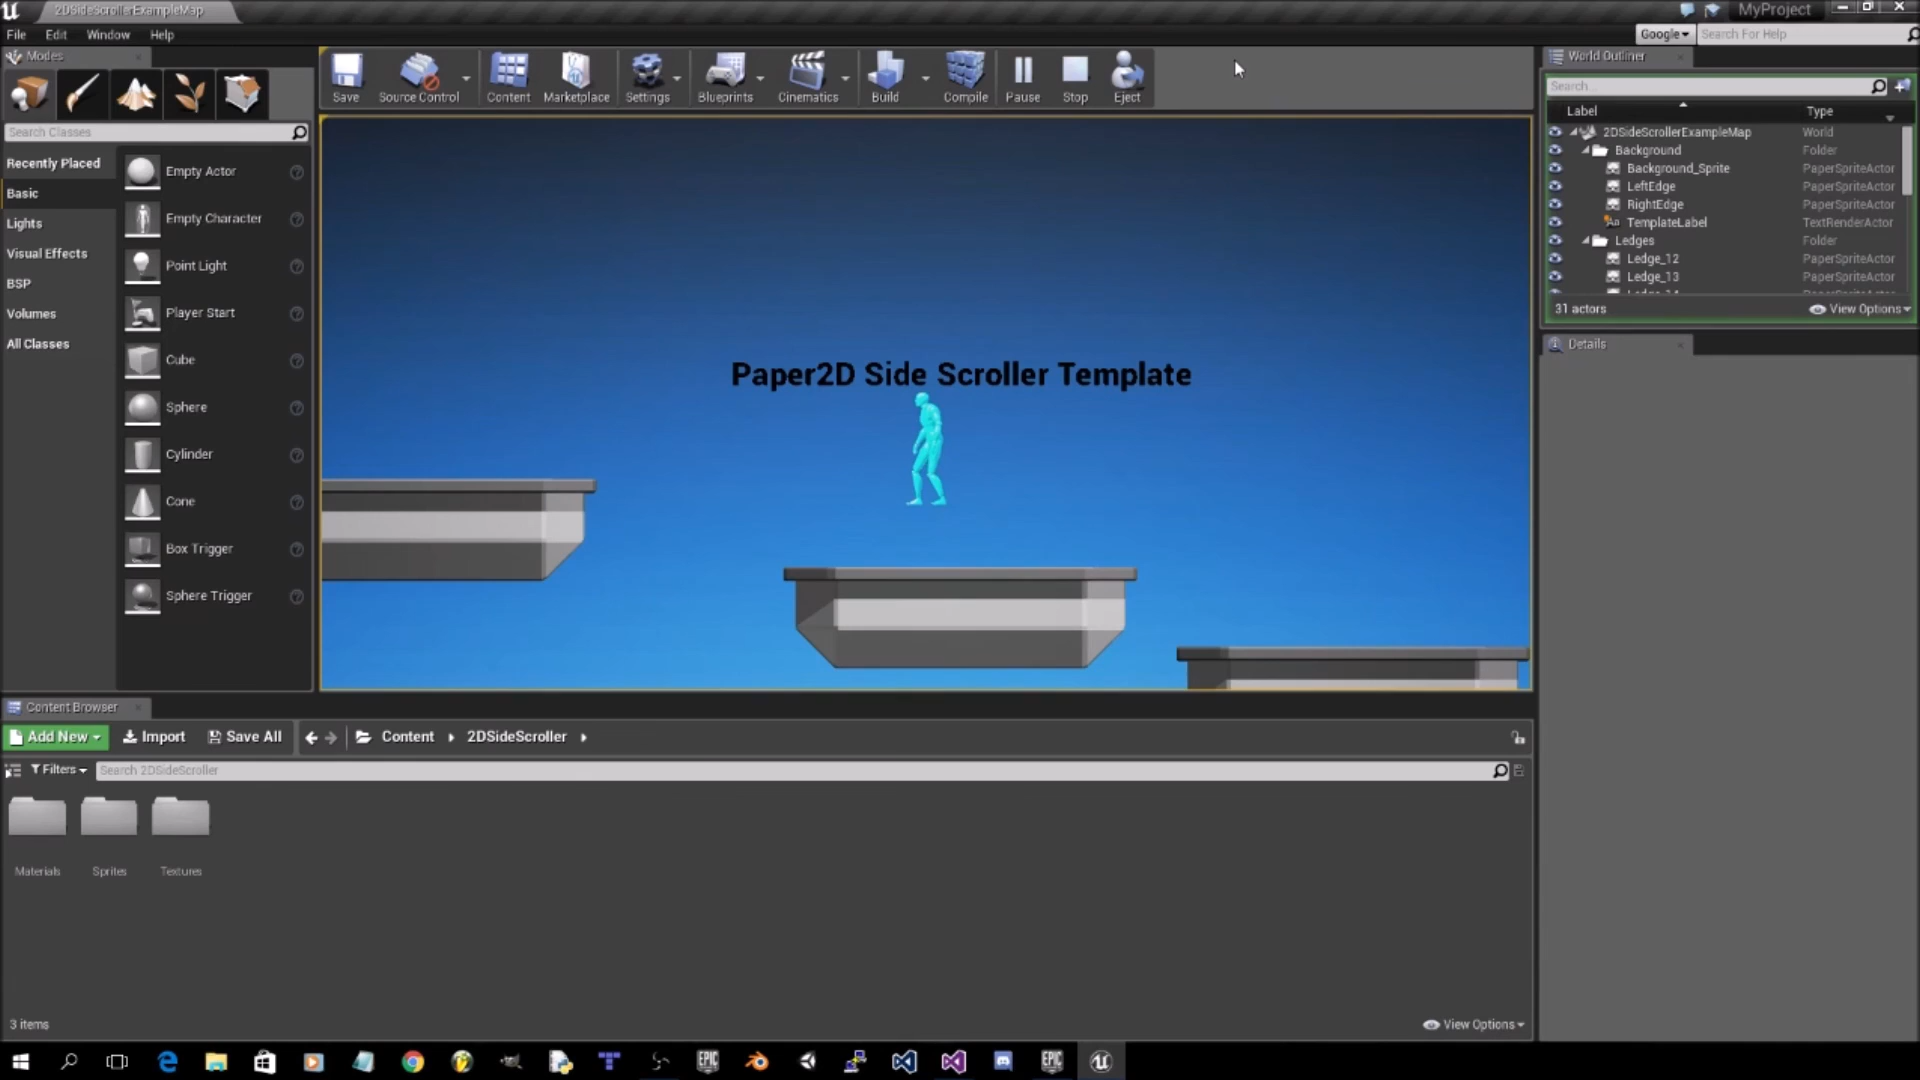 2DSideScrollerExampleMap
MyProject
File Edit Window Help
Google
Search For Help
Modes
Save Source Control Content Marketplace Settings Blueprints Cinematics Build Compile Pause Stop Eject
World Outliner
Search...
Label Type
Search Classes
2DSideScrollerExampleMap World
Background Folder
Background_Sprite PaperSpriteActor
LeftEdge PaperSpriteActor
RightEdge PaperSpriteActor
TemplateLabel TextRenderActor
Ledges Folder
Ledge_12 PaperSpriteActor
Ledge_13 PaperSpriteActor
31 actors View Options
Details
Recently Placed
Basic
Lights
Visual Effects
BSP
Volumes
All Classes
Empty Actor
Empty Character
Point Light
Player Start
Cube
Sphere
Cylinder
Cone
Box Trigger
Sphere Trigger
Paper2D Side Scroller Template
Content Browser
Add New Import Save All Content 2DSideScroller
Filters Search 2DSideScroller
Materials Sprites Textures
3 items View Options
EPIC EPIC